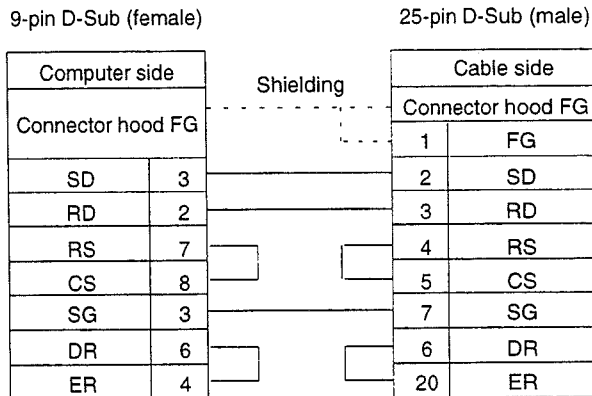 9-pin D-Sub (female) 25-pin D-Sub (male)
Computer side Shielding Cable side
Connector hood FG Connector hood FG
1 FG
SD 3 2 SD
RD 2 3 RD
RS 7 4 RS
CS 8 5 CS
SG 3 7 SG
DR 6 6 DR
ER 4 20 ER